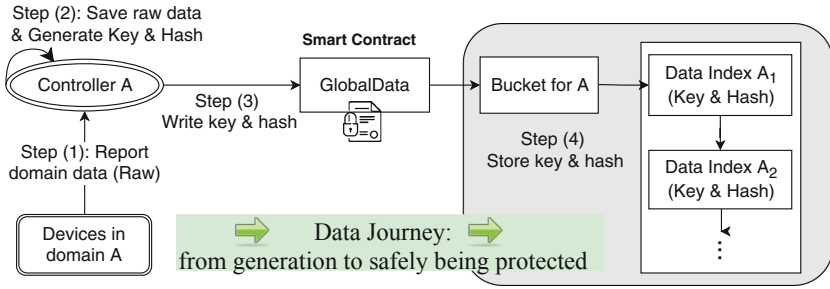 Step (2): Save raw data
& Generate Key & Hash
Controller A
Step (1): Report
domain data (Raw)
Devices in
domain A
Step (3)
Write key & hash
Smart Contract
GlobalData
Bucket for A
Step (4)
Store key & hash
Data Index A1
(Key & Hash)
Data Index A2
(Key & Hash)
Data Journey:
from generation to safely being protected